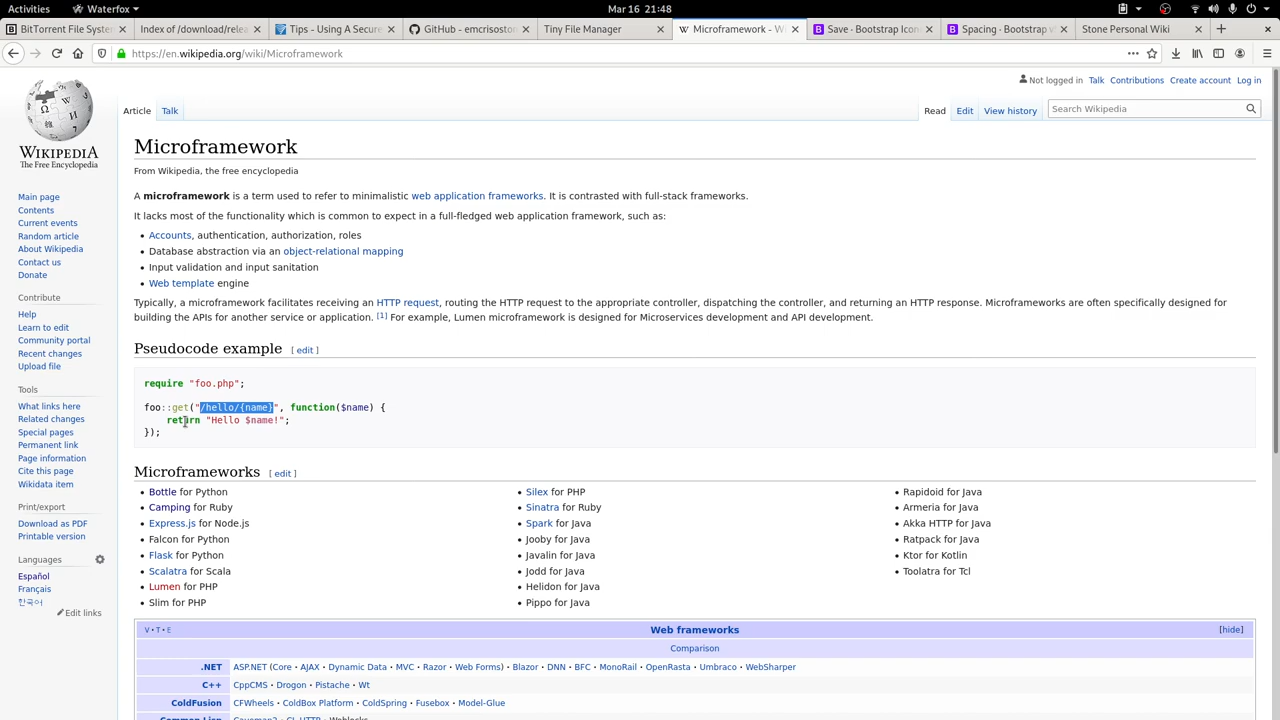 Activities Waterfox Mar 16 21:48
BitTorrent File Syste Index of /download/relea Tips - Using A Secure GitHub - emcrisostom Tiny File Manager Microframework - W Save · Bootstrap Icon Spacing · Bootstrap v Stone Personal Wiki
https://en.wikipedia.org/wiki/Microframework
Not logged in Talk Contributions Create account Log in
Article Talk Read Edit View history Search Wikipedia
WIKIPEDIA
The Free Encyclopedia
Main page
Contents
Current events
Random article
About Wikipedia
Contact us
Donate
Contribute
Help
Learn to edit
Community portal
Recent changes
Upload file
Tools
What links here
Related changes
Special pages
Permanent link
Page information
Cite this page
Wikidata item
Print/export
Download as PDF
Printable version
Languages
Español
Français
한국어
Edit links
Microframework
From Wikipedia, the free encyclopedia
A microframework is a term used to refer to minimalistic web application frameworks. It is contrasted with full-stack frameworks.
It lacks most of the functionality which is common to expect in a full-fledged web application framework, such as:
• Accounts, authentication, authorization, roles
• Database abstraction via an object-relational mapping
• Input validation and input sanitation
• Web template engine
Typically, a microframework facilitates receiving an HTTP request, routing the HTTP request to the appropriate controller, dispatching the controller, and returning an HTTP response. Microframeworks are often specifically designed for
building the APIs for another service or application. [1] For example, Lumen microframework is designed for Microservices development and API development.
Pseudocode example [ edit ]
require "foo.php";
foo::get("/hello/{name}", function($name) {
return "Hello $name!";
});
Microframeworks [ edit ]
• Bottle for Python
• Camping for Ruby
• Express.js for Node.js
• Falcon for Python
• Flask for Python
• Scalatra for Scala
• Lumen for PHP
• Slim for PHP
• Silex for PHP
• Sinatra for Ruby
• Spark for Java
• Jooby for Java
• Javalin for Java
• Jodd for Java
• Helidon for Java
• Pippo for Java
• Rapidoid for Java
• Armeria for Java
• Akka HTTP for Java
• Ratpack for Java
• Ktor for Kotlin
• Toolatra for Tcl
V · T · E Web frameworks [hide]
Comparison
.NET ASP.NET (Core · AJAX · Dynamic Data · MVC · Razor · Web Forms) · Blazor · DNN · BFC · MonoRail · OpenRasta · Umbraco · WebSharper
C++ CppCMS · Drogon · Pistache · Wt
ColdFusion CFWheels · ColdBox Platform · ColdSpring · Fusebox · Model-Glue